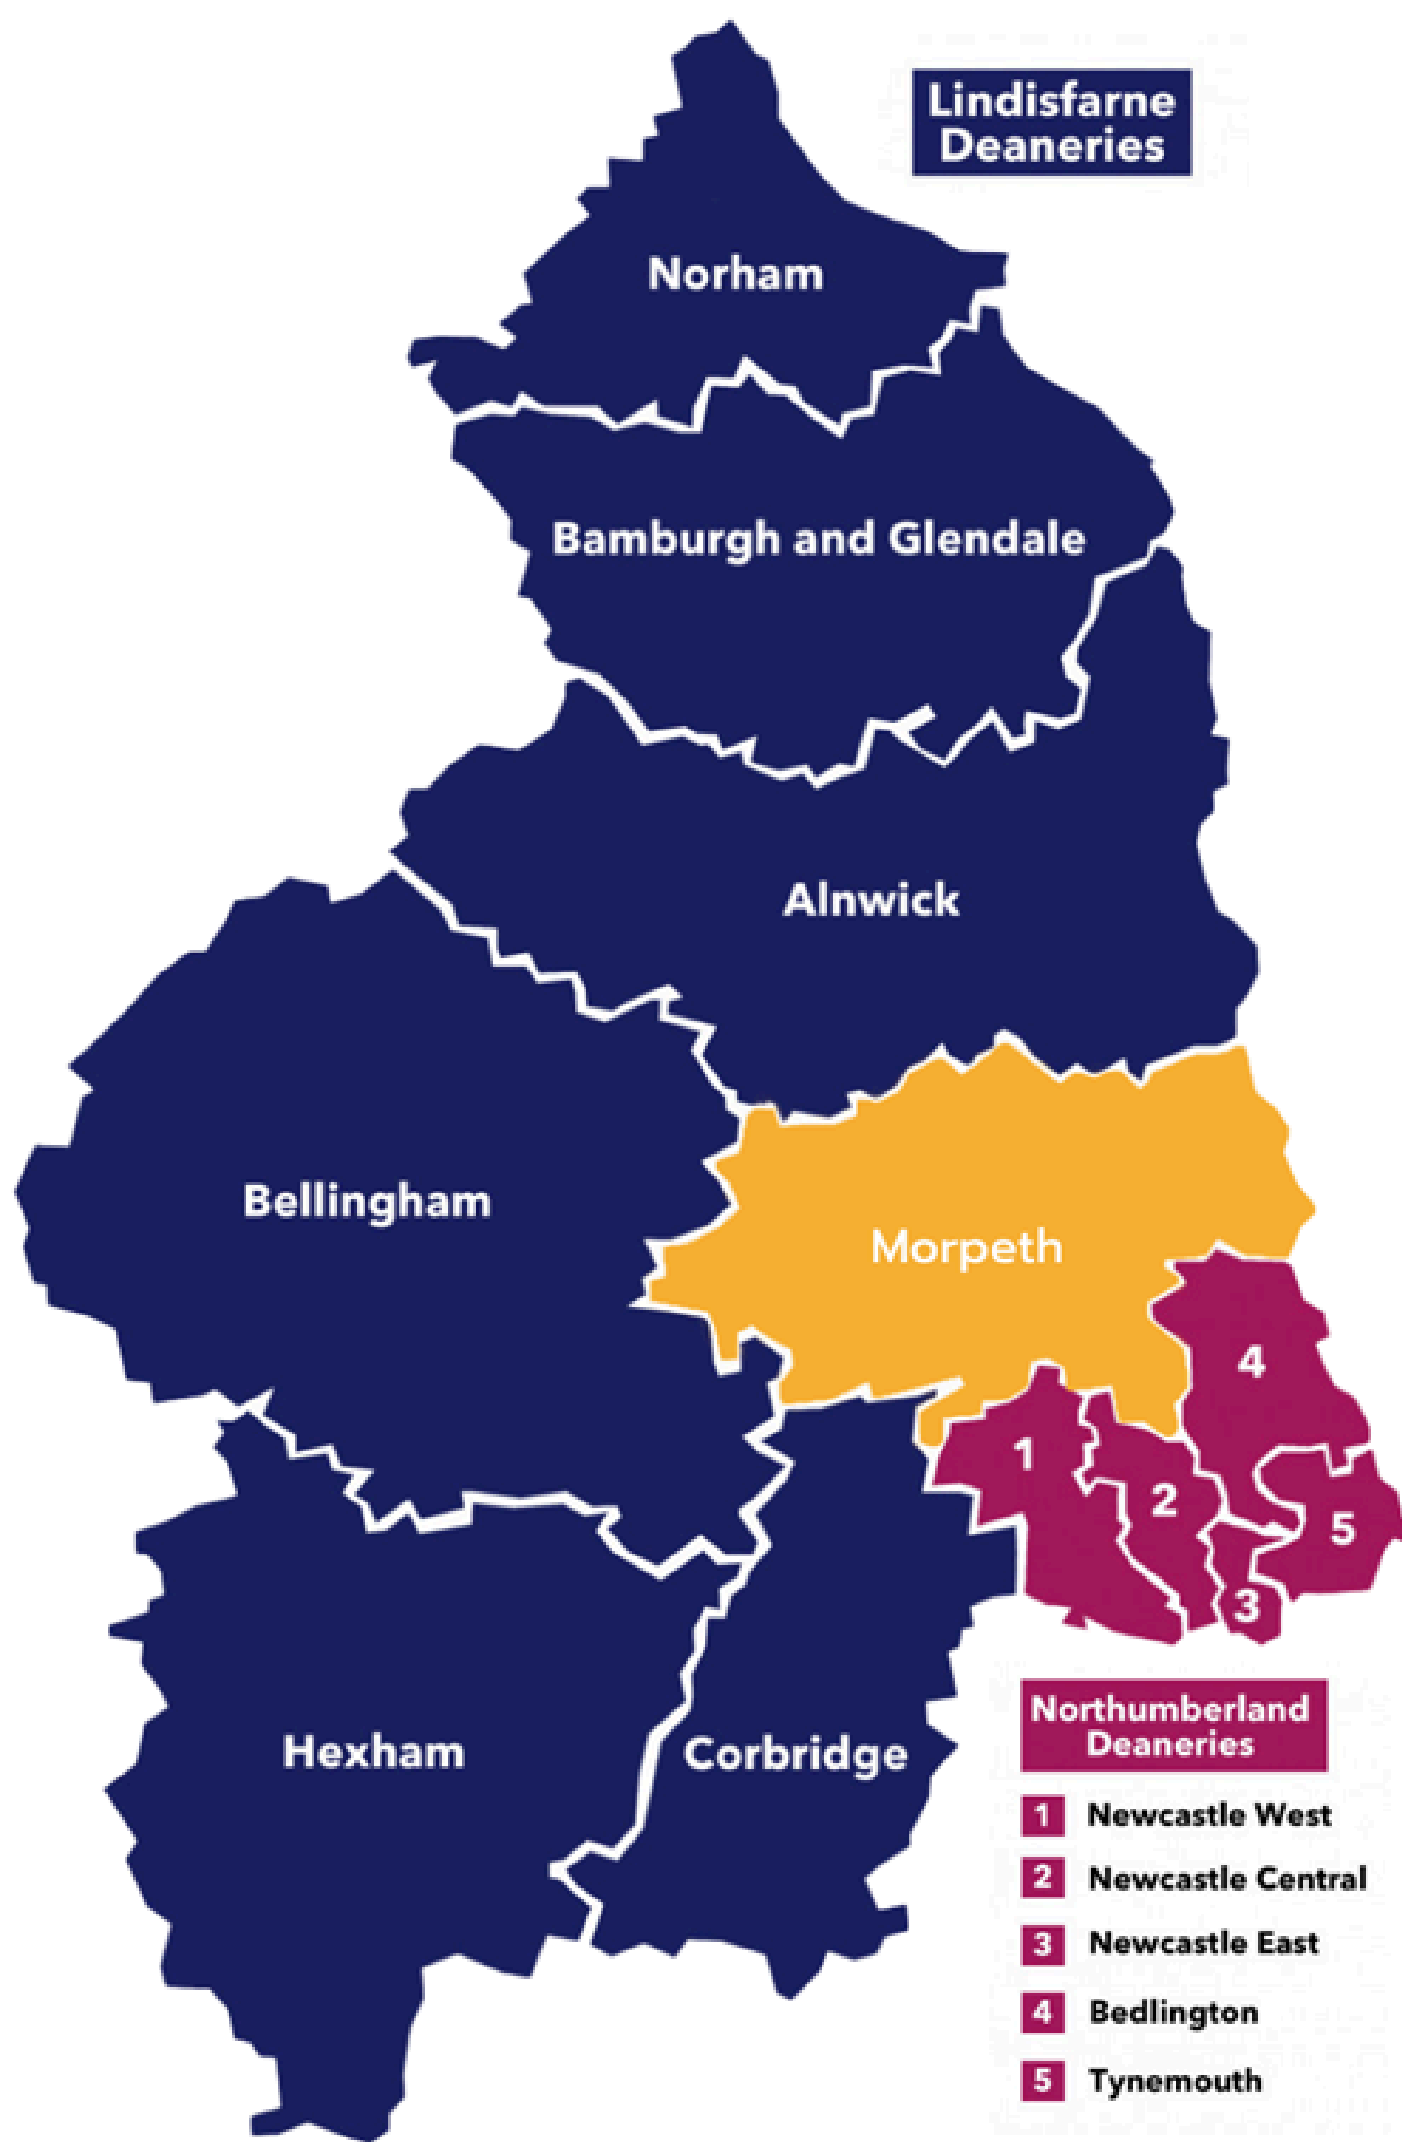 Lindisfarne
Deaneries
Norham
Bamburgh and Glendale
Alnwick
Bellingham
Morpeth
4
1
2
5
3
Hexham
Corbridge
Northumberland
Deaneries
1 Newcastle West
2 Newcastle Central
3 Newcastle East
4 Bedlington
5 Tynemouth